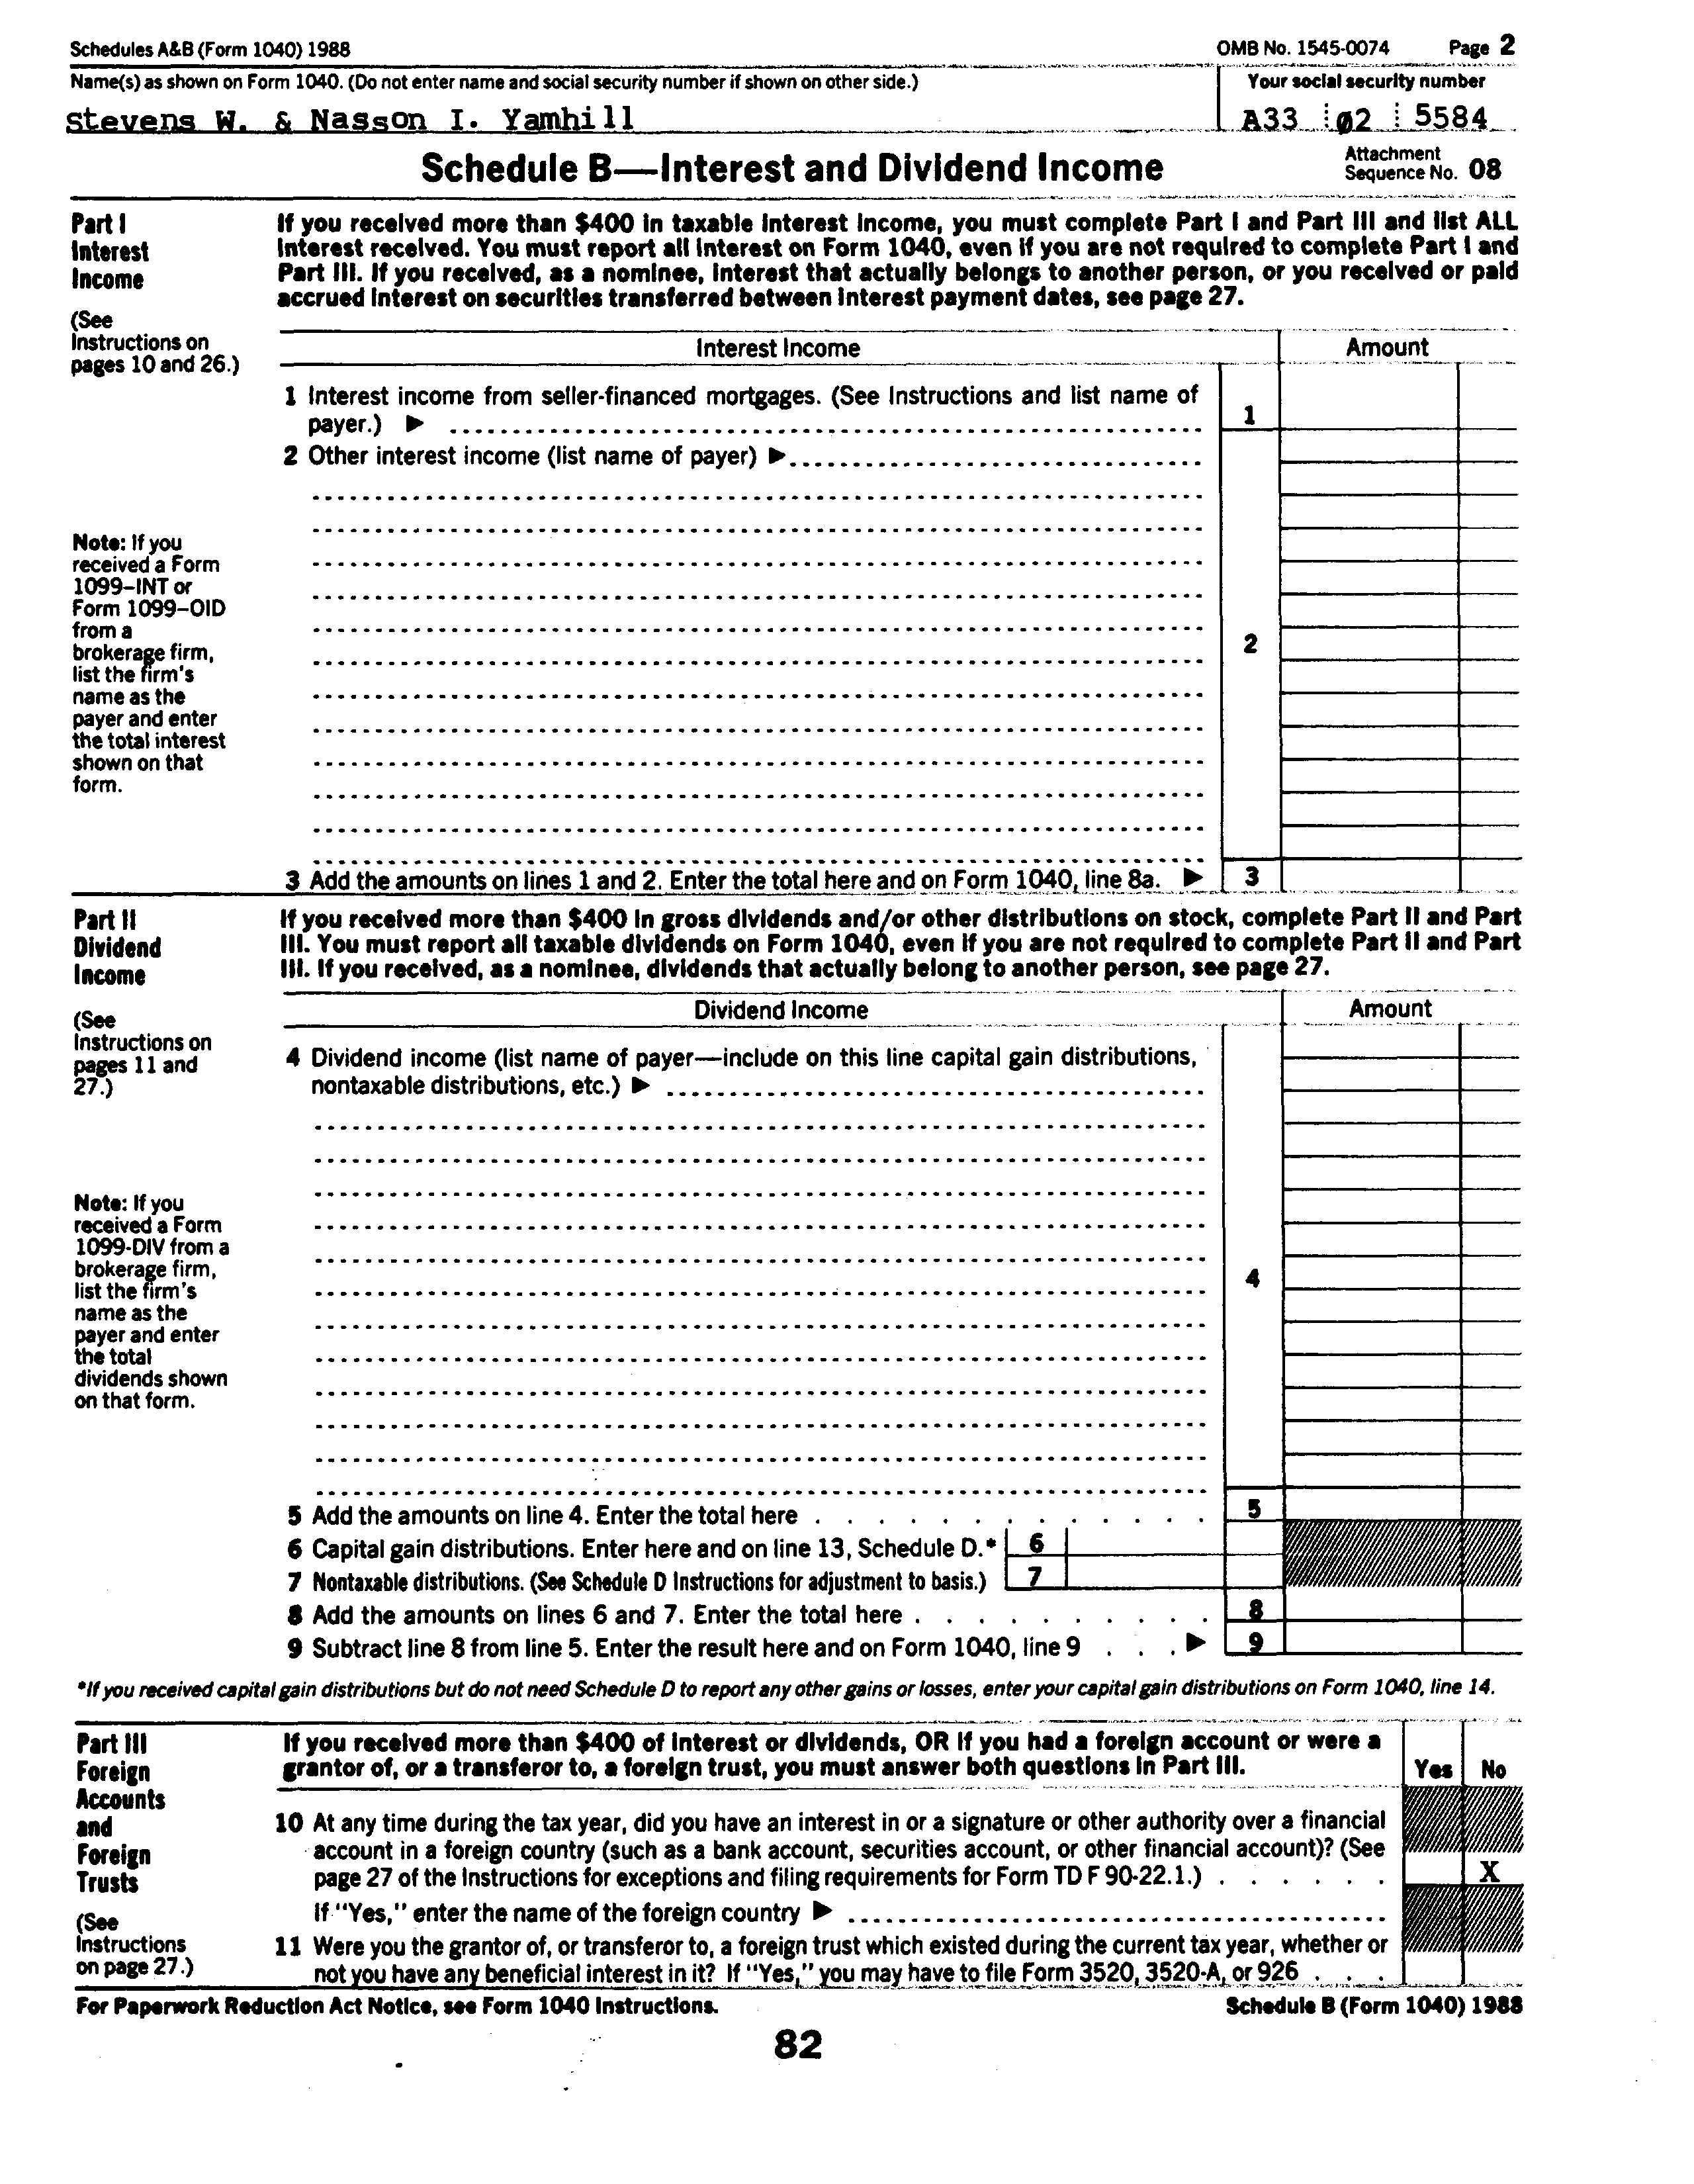 Schedules A&B (Form 1040) 1988 OMB No. 1545-0074 Page 2
Name(s) as shown on Form 1040. (Do not enter name and social security number if shown on other side.) Your social security number
stevens W. & Nasson I. Yamhill A33 02 5584
Schedule B—Interest and Dividend Income Attachment Sequence No. 08
Part I
Interest
Income
(See
Instructions on
pages 10 and 26.)
If you received more than $400 in taxable interest income, you must complete Part I and Part III and list ALL
interest received. You must report all interest on Form 1040, even if you are not required to complete Part I and
Part III. If you received, as a nominee, interest that actually belongs to another person, or you received or paid
accrued interest on securities transferred between interest payment dates, see page 27.
Interest Income Amount
1 Interest income from seller-financed mortgages. (See Instructions and list name of
payer.) ▶ 1
2 Other interest income (list name of payer) ▶
Note: If you
received a Form
1099–INT or
Form 1099–OID
from a
brokerage firm,
list the firm's
name as the
payer and enter
the total interest
shown on that
form.
2
3 Add the amounts on lines 1 and 2. Enter the total here and on Form 1040, line 8a. ▶ 3
Part II
Dividend
Income
(See
Instructions on
pages 11 and
27.)
If you received more than $400 in gross dividends and/or other distributions on stock, complete Part II and Part
III. You must report all taxable dividends on Form 1040, even if you are not required to complete Part II and Part
III. If you received, as a nominee, dividends that actually belong to another person, see page 27.
Dividend Income Amount
4 Dividend income (list name of payer—include on this line capital gain distributions,
nontaxable distributions, etc.) ▶
Note: If you
received a Form
1099-DIV from a
brokerage firm,
list the firm's
name as the
payer and enter
the total
dividends shown
on that form.
4
5 Add the amounts on line 4. Enter the total here 5
6 Capital gain distributions. Enter here and on line 13, Schedule D.* 6
7 Nontaxable distributions. (See Schedule D Instructions for adjustment to basis.) 7
8 Add the amounts on lines 6 and 7. Enter the total here 8
9 Subtract line 8 from line 5. Enter the result here and on Form 1040, line 9 ▶ 9
*If you received capital gain distributions but do not need Schedule D to report any other gains or losses, enter your capital gain distributions on Form 1040, line 14.
Part III
Foreign
Accounts
and
Foreign
Trusts
(See
Instructions
on page 27.)
If you received more than $400 of interest or dividends, OR if you had a foreign account or were a
grantor of, or a transferor to, a foreign trust, you must answer both questions in Part III. Yes No
10 At any time during the tax year, did you have an interest in or a signature or other authority over a financial
account in a foreign country (such as a bank account, securities account, or other financial account)? (See
page 27 of the Instructions for exceptions and filing requirements for Form TD F 90-22.1.) X
If "Yes," enter the name of the foreign country ▶
11 Were you the grantor of, or transferor to, a foreign trust which existed during the current tax year, whether or
not you have any beneficial interest in it? If "Yes," you may have to file Form 3520, 3520-A, or 926
For Paperwork Reduction Act Notice, see Form 1040 Instructions. Schedule B (Form 1040) 1988
82